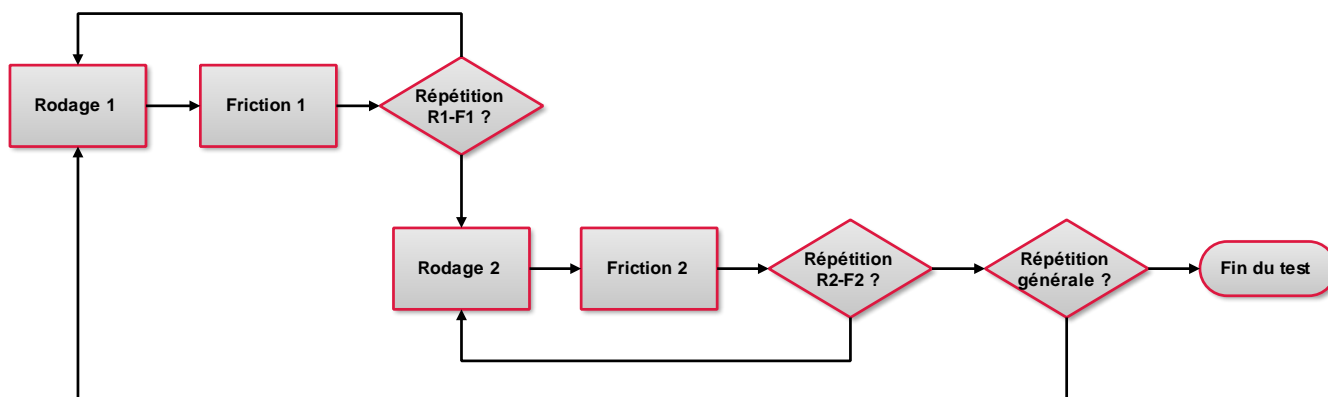 Rodage 1
Friction 1
Répétition
R1-F1 ?
Rodage 2
Friction 2
Répétition
R2-F2 ?
Répétition
générale ?
Fin du test